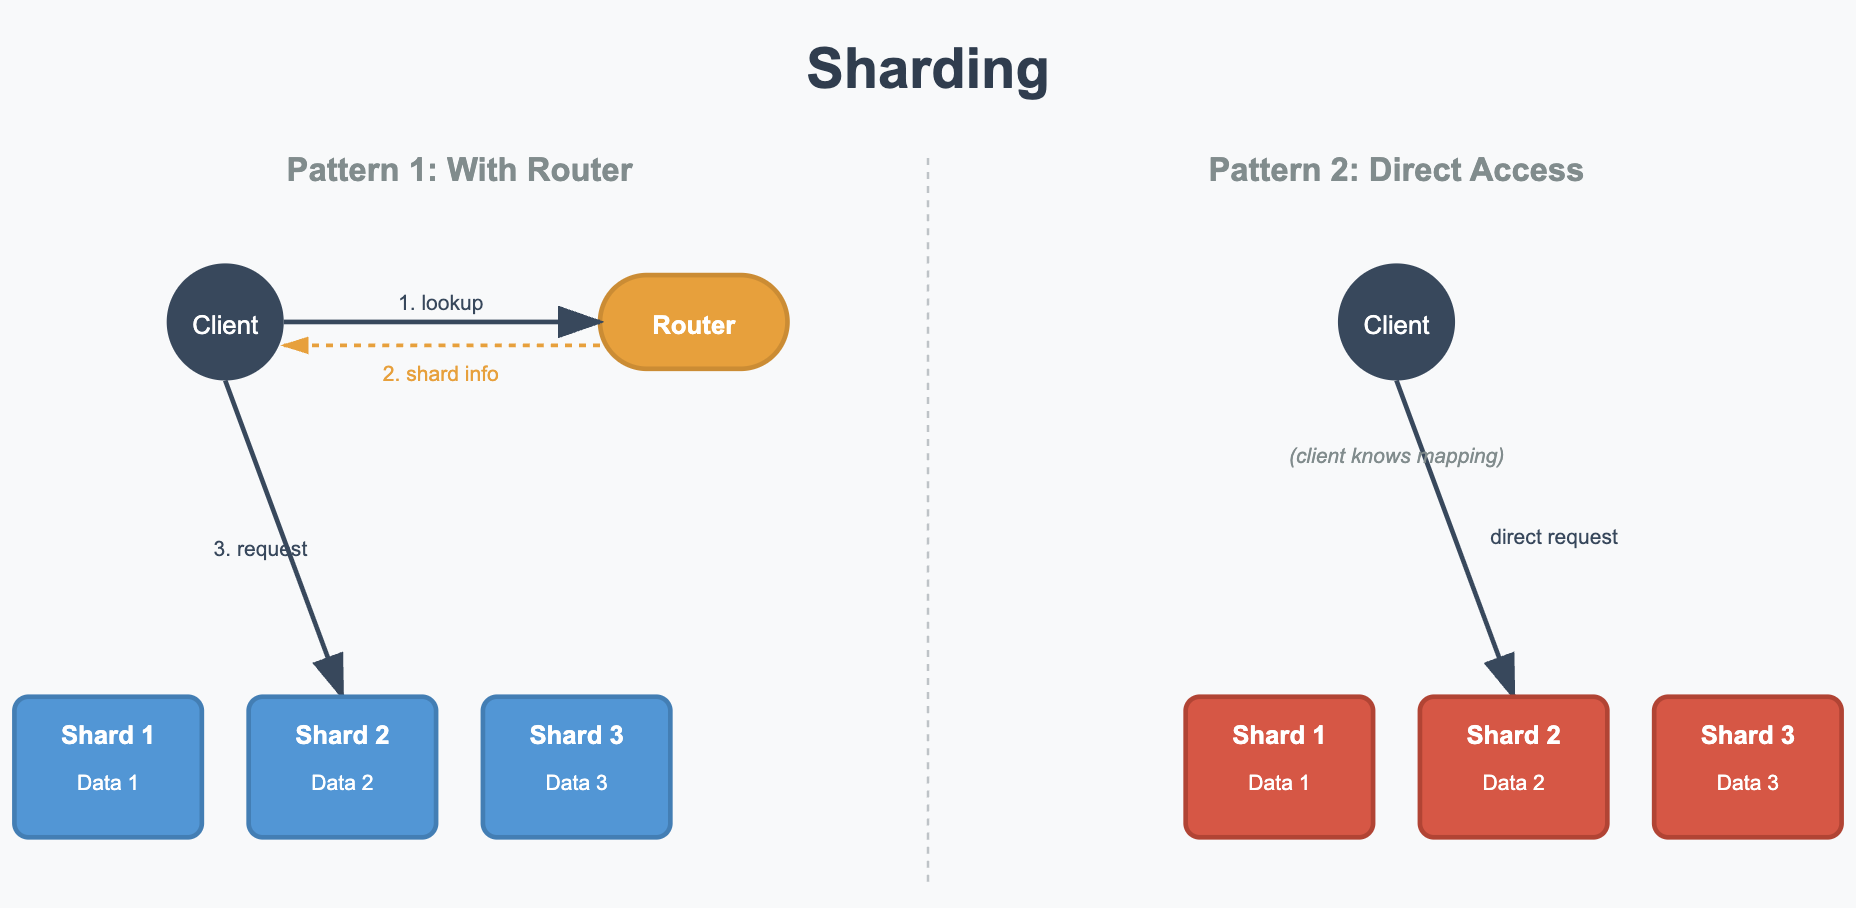 Sharding
Pattern 1: With Router
Client
1. lookup
Router
2. shard info
3. request
Shard 1
Data 1
Shard 2
Data 2
Shard 3
Data 3
Pattern 2: Direct Access
Client
(client knows mapping)
direct request
Shard 1
Data 1
Shard 2
Data 2
Shard 3
Data 3